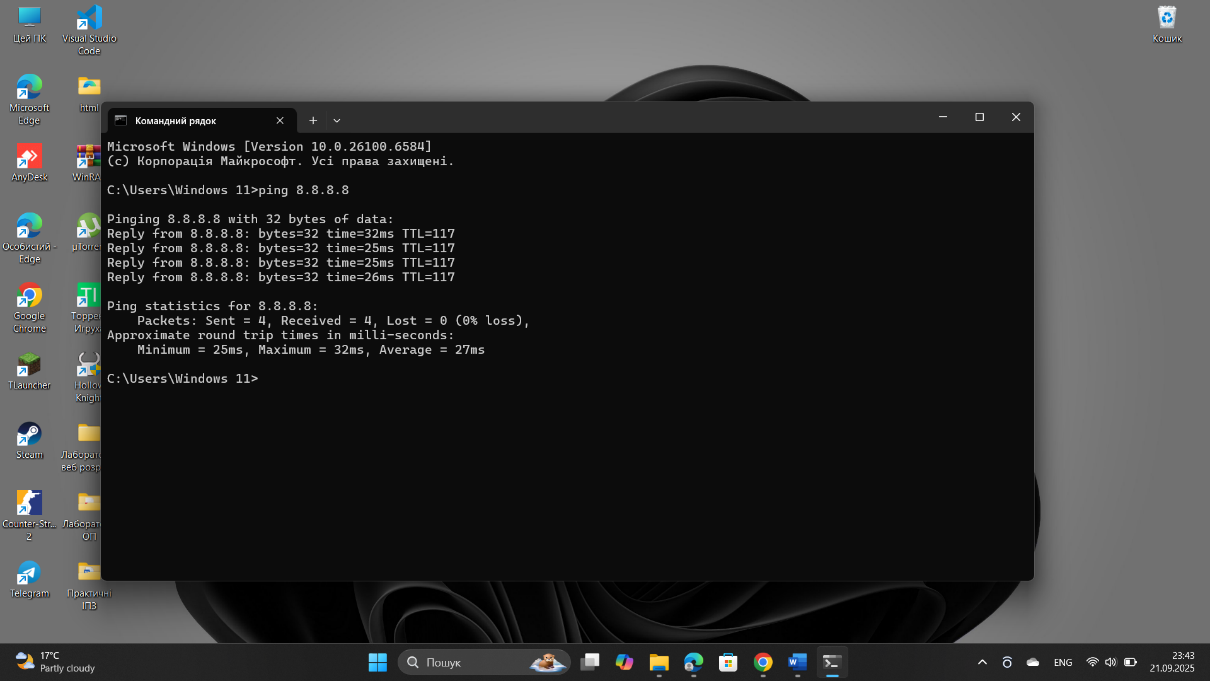 Цей ПК
Visual Studio
Code
Кошик
Microsoft
Edge
html
AnyDesk
Особистий -
Edge
Google
Chrome
TLauncher
Steam
Counter-Str...
2
ОП
Telegram
Практичні
ІПЗ
Командний рядок
Microsoft Windows [Version 10.0.26100.6584]
(c) Корпорація Майкрософт. Усі права захищені.
C:\Users\Windows 11>ping 8.8.8.8
Pinging 8.8.8.8 with 32 bytes of data:
Reply from 8.8.8.8: bytes=32 time=32ms TTL=117
Reply from 8.8.8.8: bytes=32 time=25ms TTL=117
Reply from 8.8.8.8: bytes=32 time=25ms TTL=117
Reply from 8.8.8.8: bytes=32 time=26ms TTL=117
Ping statistics for 8.8.8.8:
Packets: Sent = 4, Received = 4, Lost = 0 (0% loss),
Approximate round trip times in milli-seconds:
Minimum = 25ms, Maximum = 32ms, Average = 27ms
C:\Users\Windows 11>
17°C
Partly cloudy
Пошук
ENG
23:43
21.09.2025